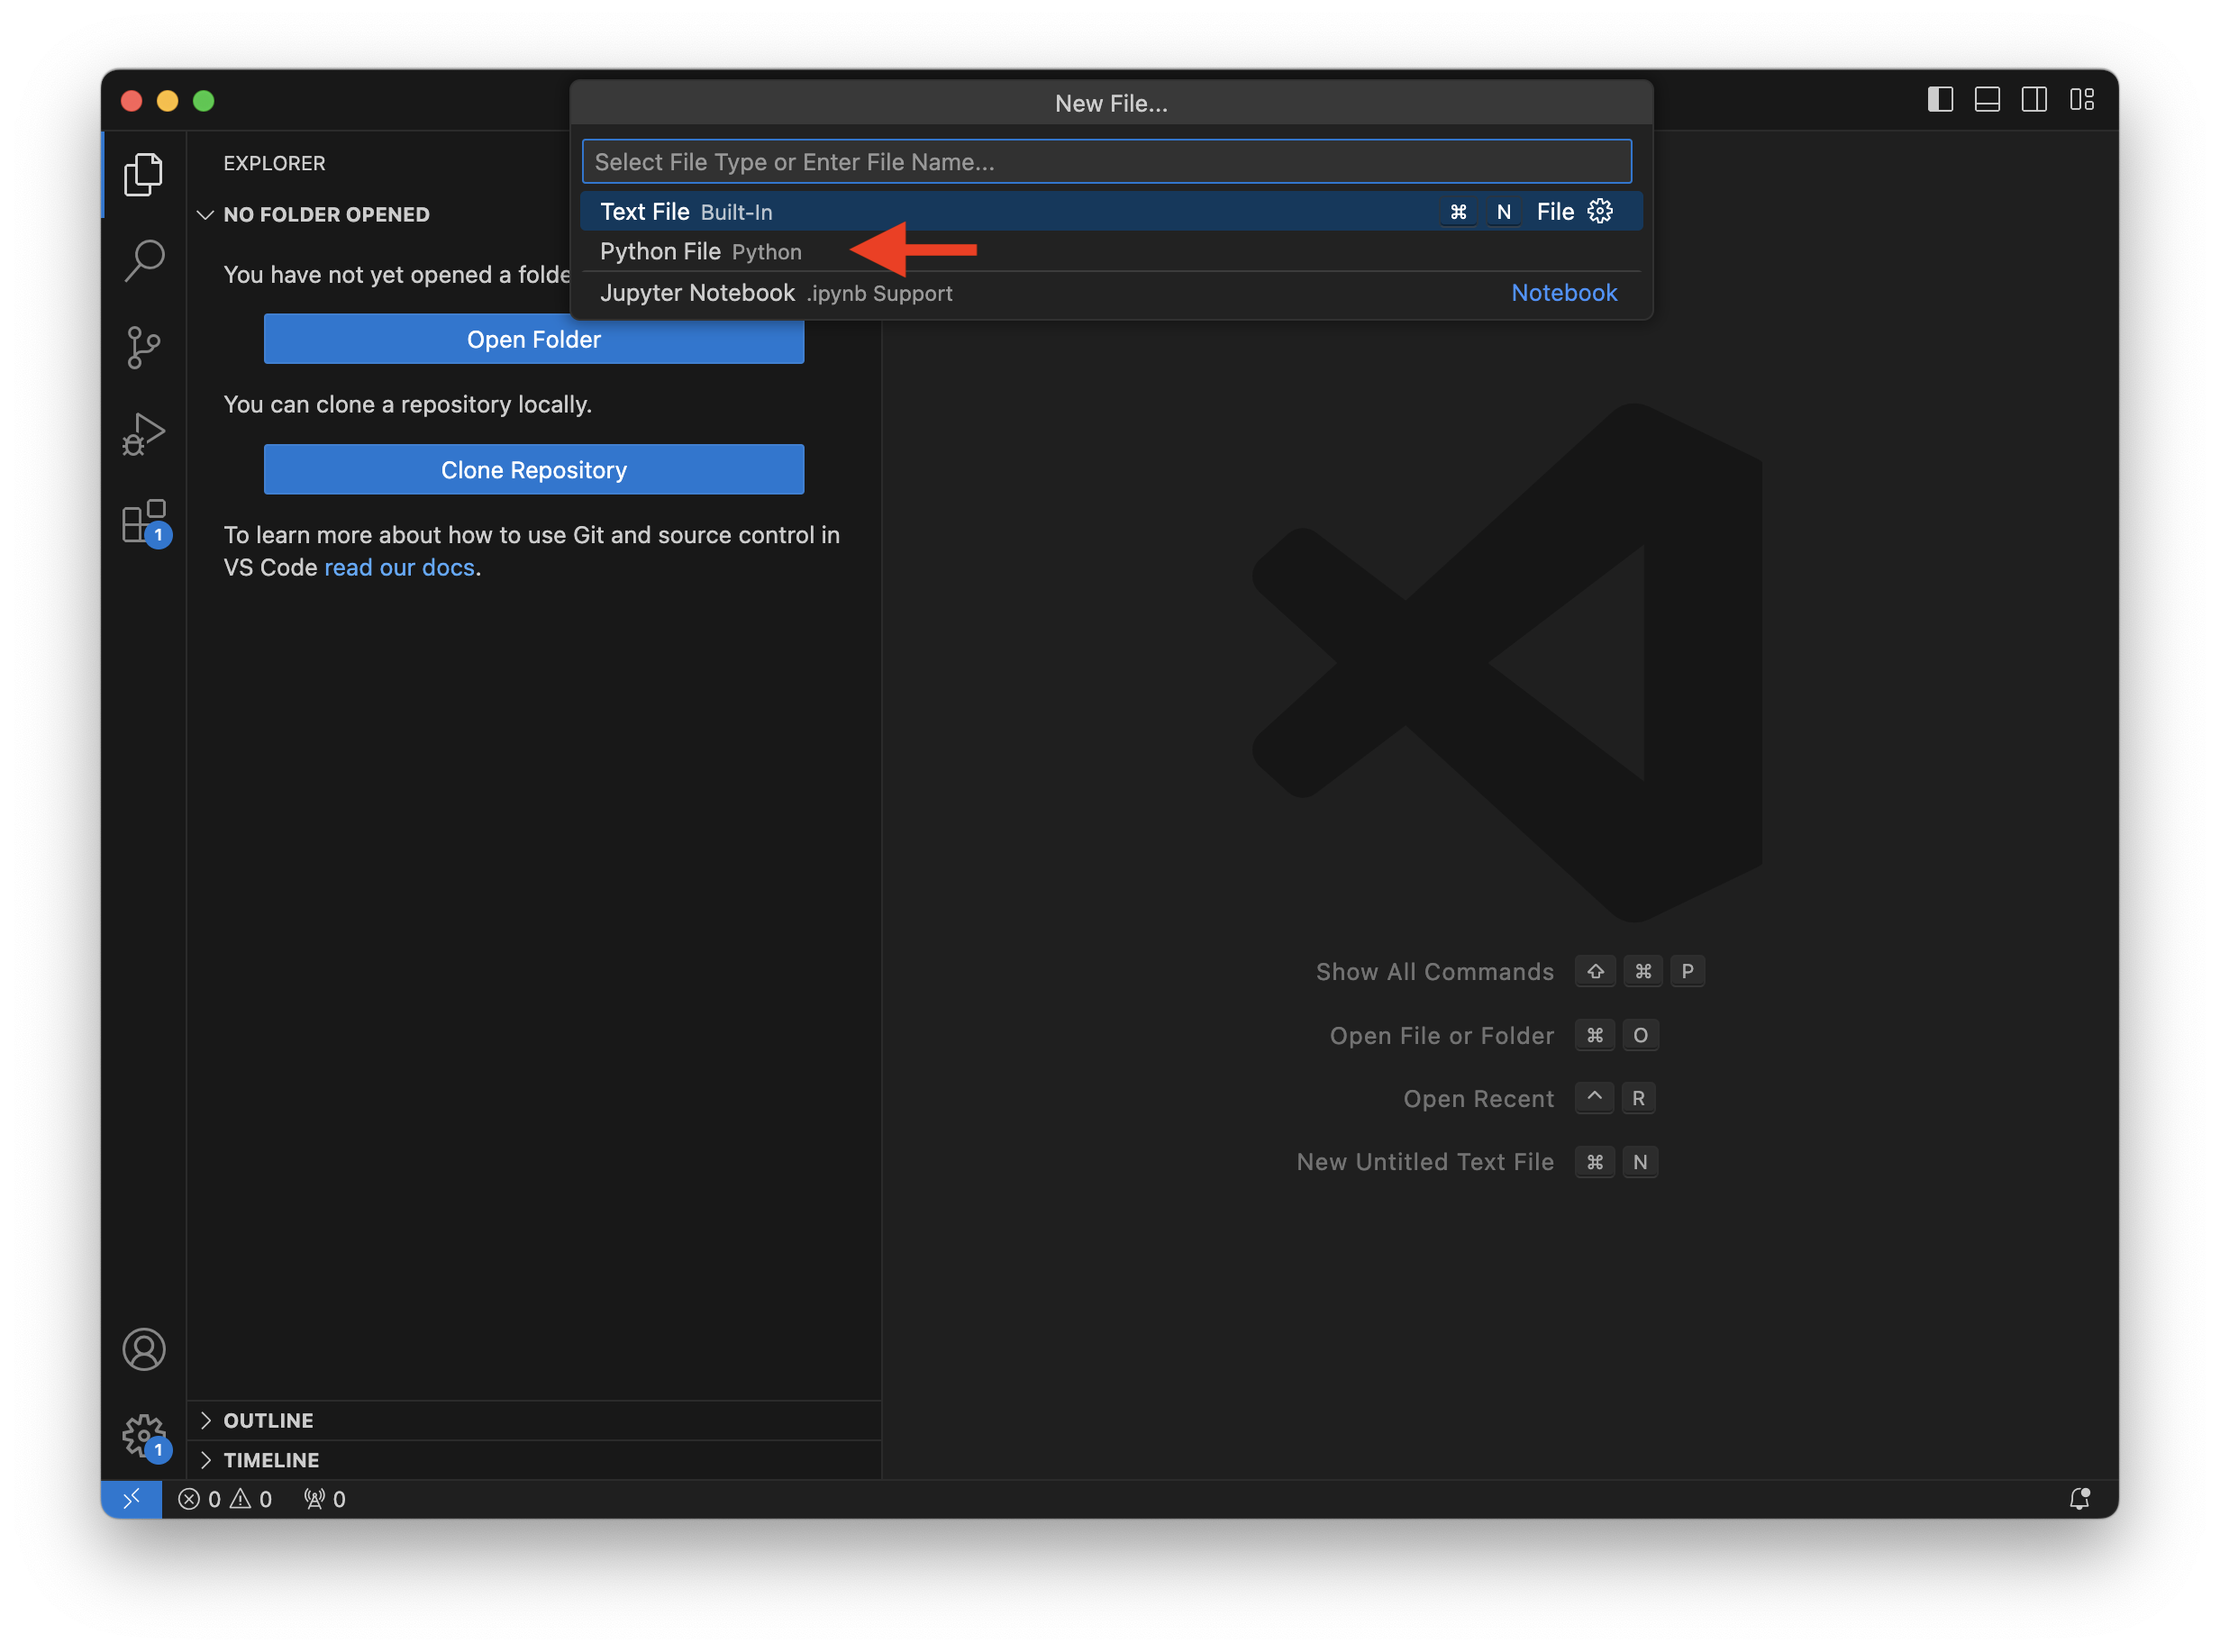 New File...
Select File Type or Enter File Name...
Text File Built-In ⌘ N File
Python File Python
Jupyter Notebook .ipynb Support Notebook
EXPLORER
NO FOLDER OPENED
You have not yet opened a folde
Open Folder
You can clone a repository locally.
Clone Repository
To learn more about how to use Git and source control in
VS Code read our docs.
1
Show All Commands ⇧ ⌘ P
Open File or Folder ⌘ O
Open Recent ^ R
New Untitled Text File ⌘ N
OUTLINE
1
TIMELINE
0 0 0